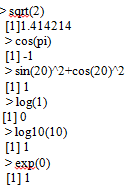 > sqrt(2)
[1]1.414214
> cos(pi)
[1] -1
> sin(20)^2+cos(20)^2
[1] 1
> log(1)
[1] 0
> log10(10)
[1] 1
> exp(0)
[1] 1